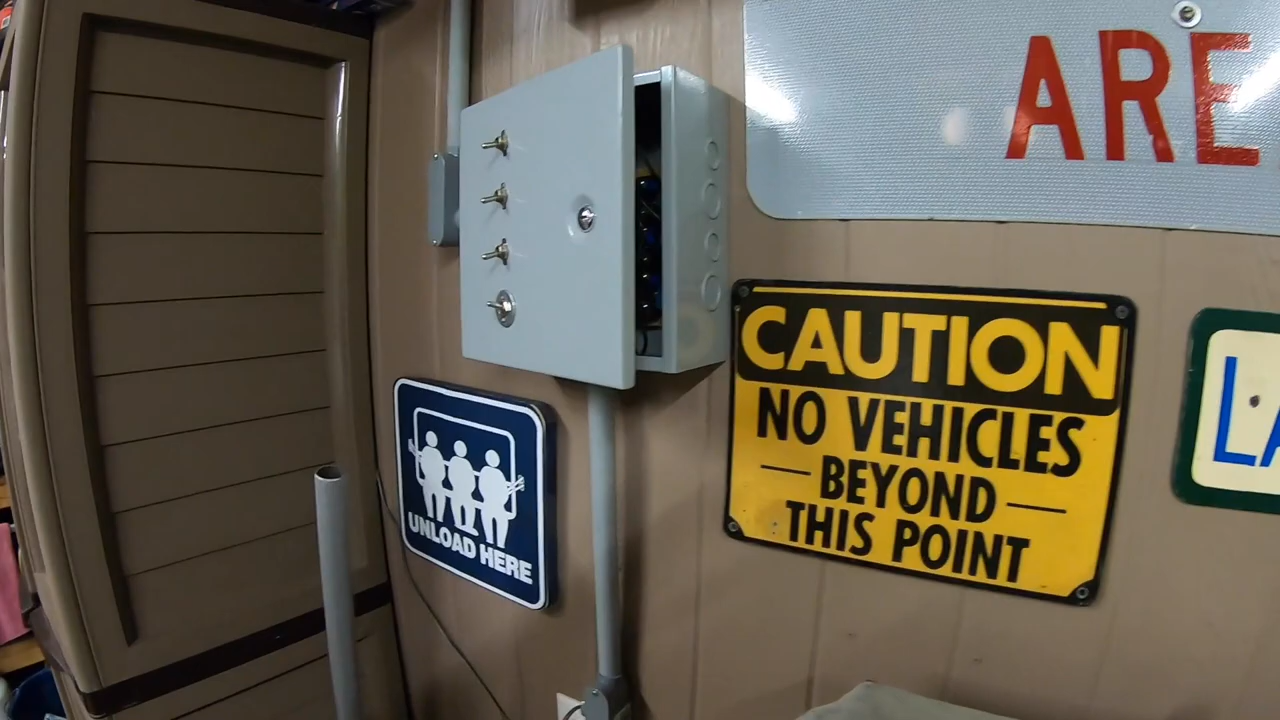 ARE
CAUTION
NO VEHICLES
BEYOND
THIS POINT
UNLOAD HERE